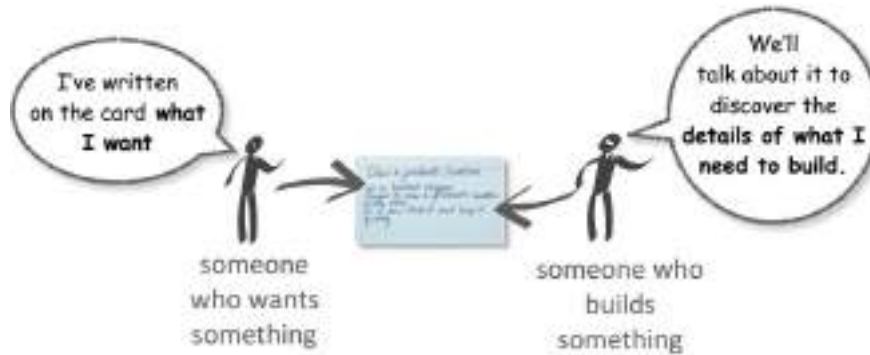 I've written
on the card what
I want
We'll
talk about it to
discover the
details of what I
need to build.
someone
who wants
something
someone who
builds
something